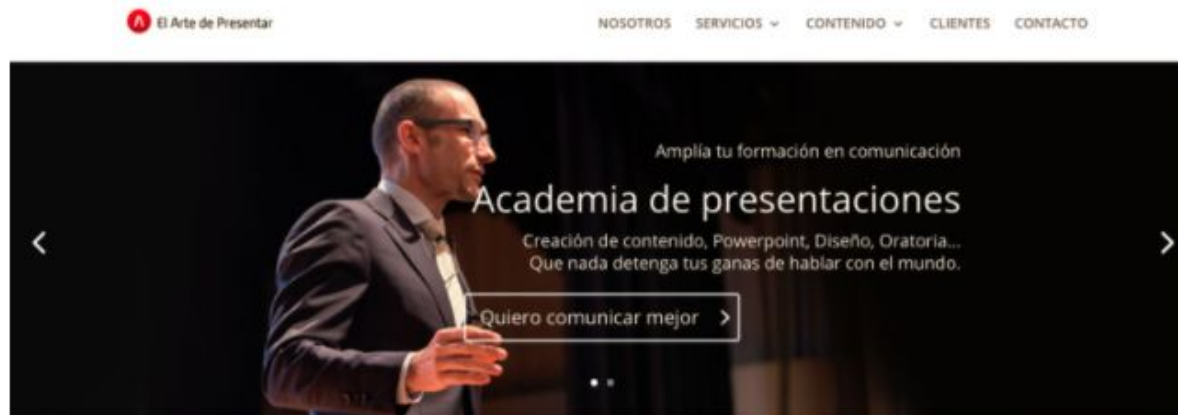 El Arte de Presentar
NOSOTROS SERVICIOS CONTENIDO CLIENTES CONTACTO
Amplía tu formación en comunicación
Academia de presentaciones
Creación de contenido, Powerpoint, Diseño, Oratoria...
Que nada detenga tus ganas de hablar con el mundo.
Quiero comunicar mejor